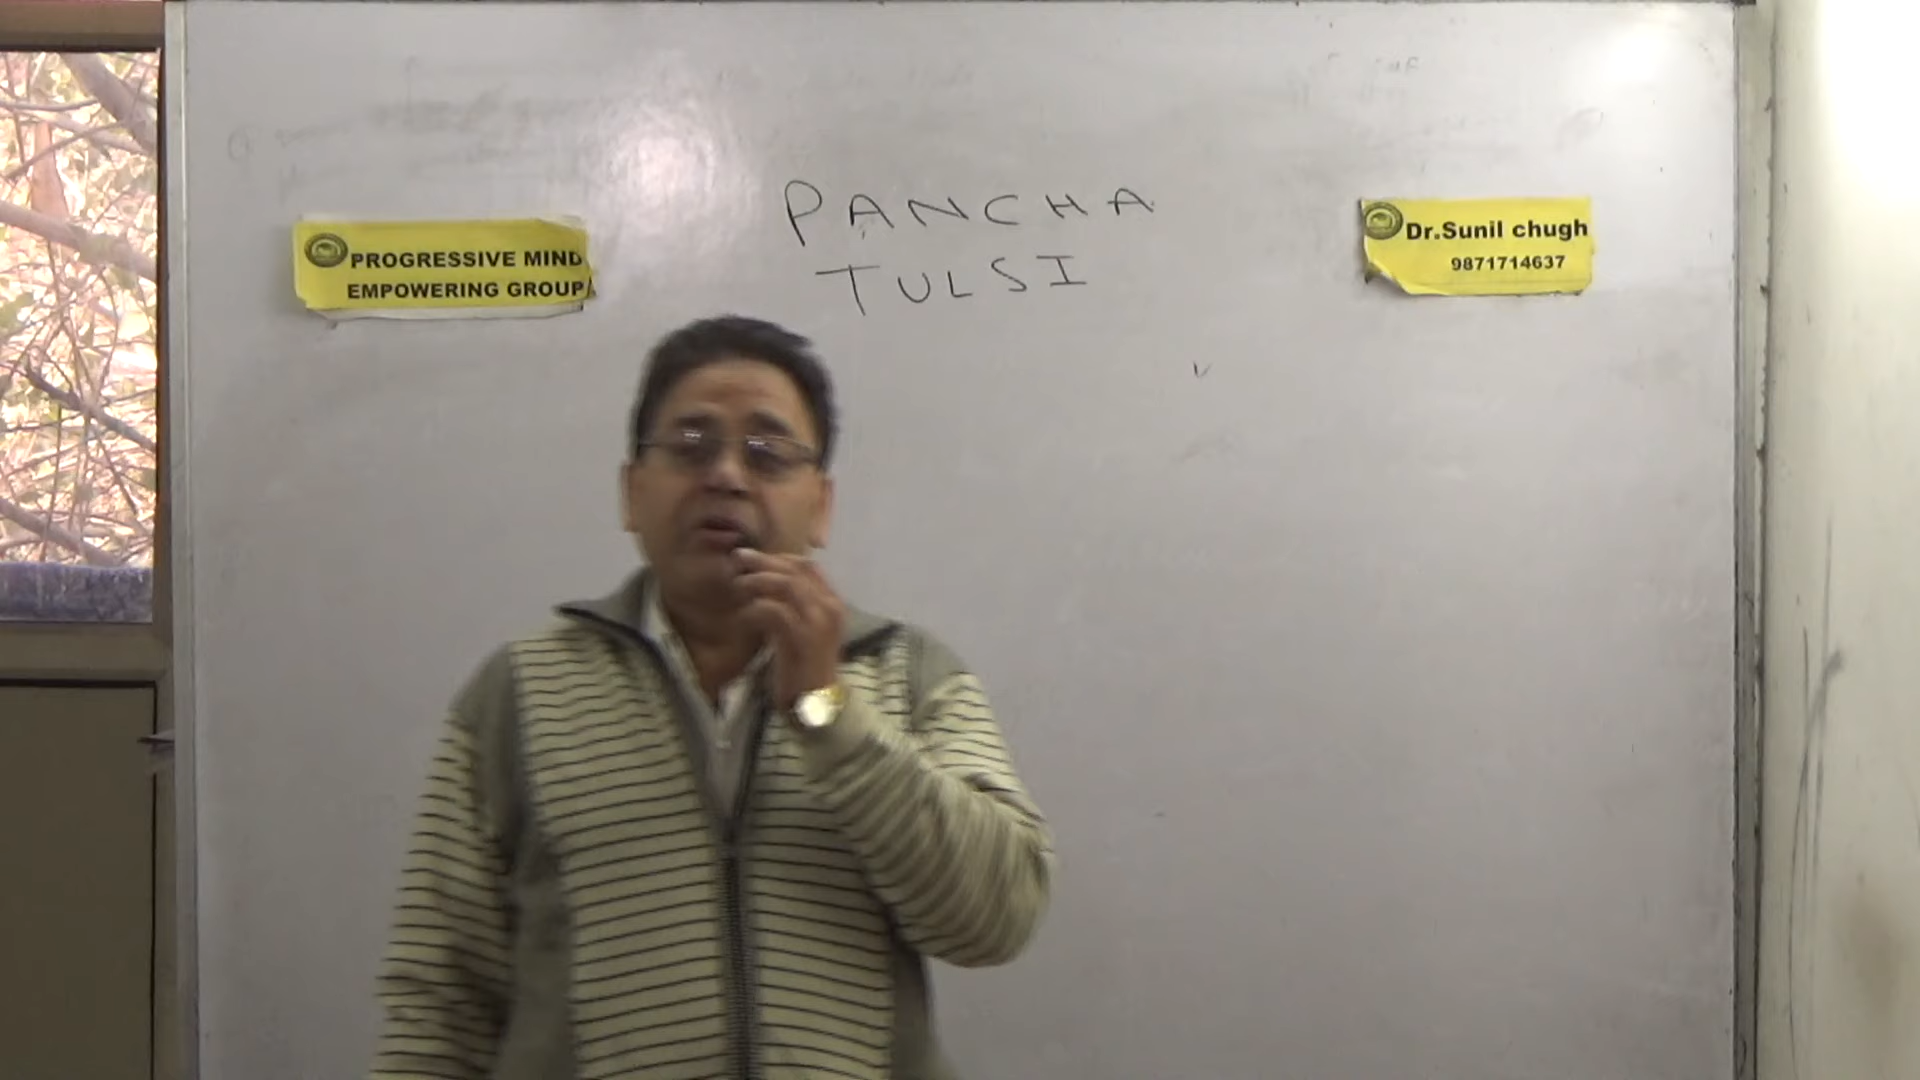 PANCHA
TULSI
PROGRESSIVE MIND
EMPOWERING GROUP
Dr.Sunil chugh
9871714637